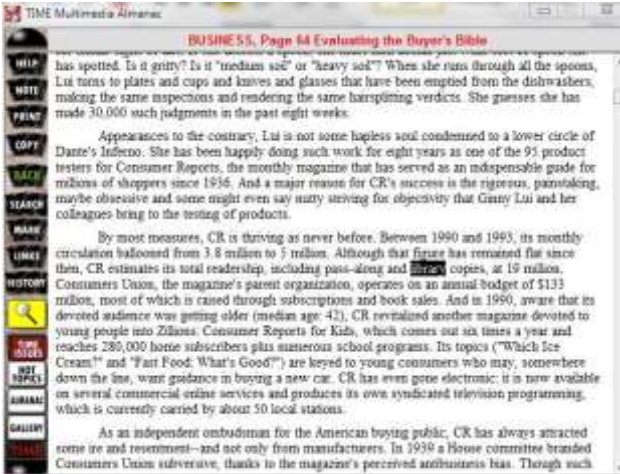 TIME Multimedia Almanac
BUSINESS, Page 64 Evaluating the Buyer's Bible
HELP
NOTE
PRINT
COPY
BACK
SEARCH
MARK
LINKS
HISTORY
TIME ISSUES
HOT TOPICS
ALMANAC
GALLERY
has spotted. Is it gritty? Is it "medium soil" or "heavy soil"? When she runs through all the spoons,
Lui turns to plates and cups and knives and glasses that have been emptied from the dishwashers,
making the same inspections and rendering the same hairsplitting verdicts. She guesses she has
made 30,000 such judgments in the past eight weeks.
Appearances to the contrary, Lui is not some hapless soul condemned to a lower circle of
Dante's Inferno. She has been happily doing such work for eight years as one of the 95 product
testers for Consumer Reports, the monthly magazine that has served as an indispensable guide for
millions of shoppers since 1936. And a major reason for CR's success is the rigorous, painstaking,
maybe obsessive and some might even say nutty striving for objectivity that Ginny Lui and her
colleagues bring to the testing of products.
By most measures, CR is thriving as never before. Between 1990 and 1993, its monthly
circulation ballooned from 3.8 million to 5 million. Although that figure has remained flat since
then, CR estimates its total readership, including pass-along and library copies, at 19 million.
Consumers Union, the magazine's parent organization, operates on an annual budget of $133
million, most of which is raised through subscriptions and book sales. And in 1990, aware that its
devoted audience was getting older (median age: 42), CR revitalized another magazine devoted to
young people into Zillions: Consumer Reports for Kids, which comes out six times a year and
reaches 280,000 home subscribers plus numerous school programs. Its topics ("Which Ice
Cream?" and "Fast Food: What's Good?") are keyed to young consumers who may, somewhere
down the line, want guidance in buying a new car. CR has even gone electronic: it is now available
on several commercial online services and produces its own syndicated television programming,
which is currently carried by about 50 local stations.
As an independent ombudsman for the American buying public, CR has always attracted
some ire and resentment--and not only from manufacturers. In 1939 a House committee branded
Consumers Union subversive, thanks to the magazine's perceived antibusiness bias. Though such